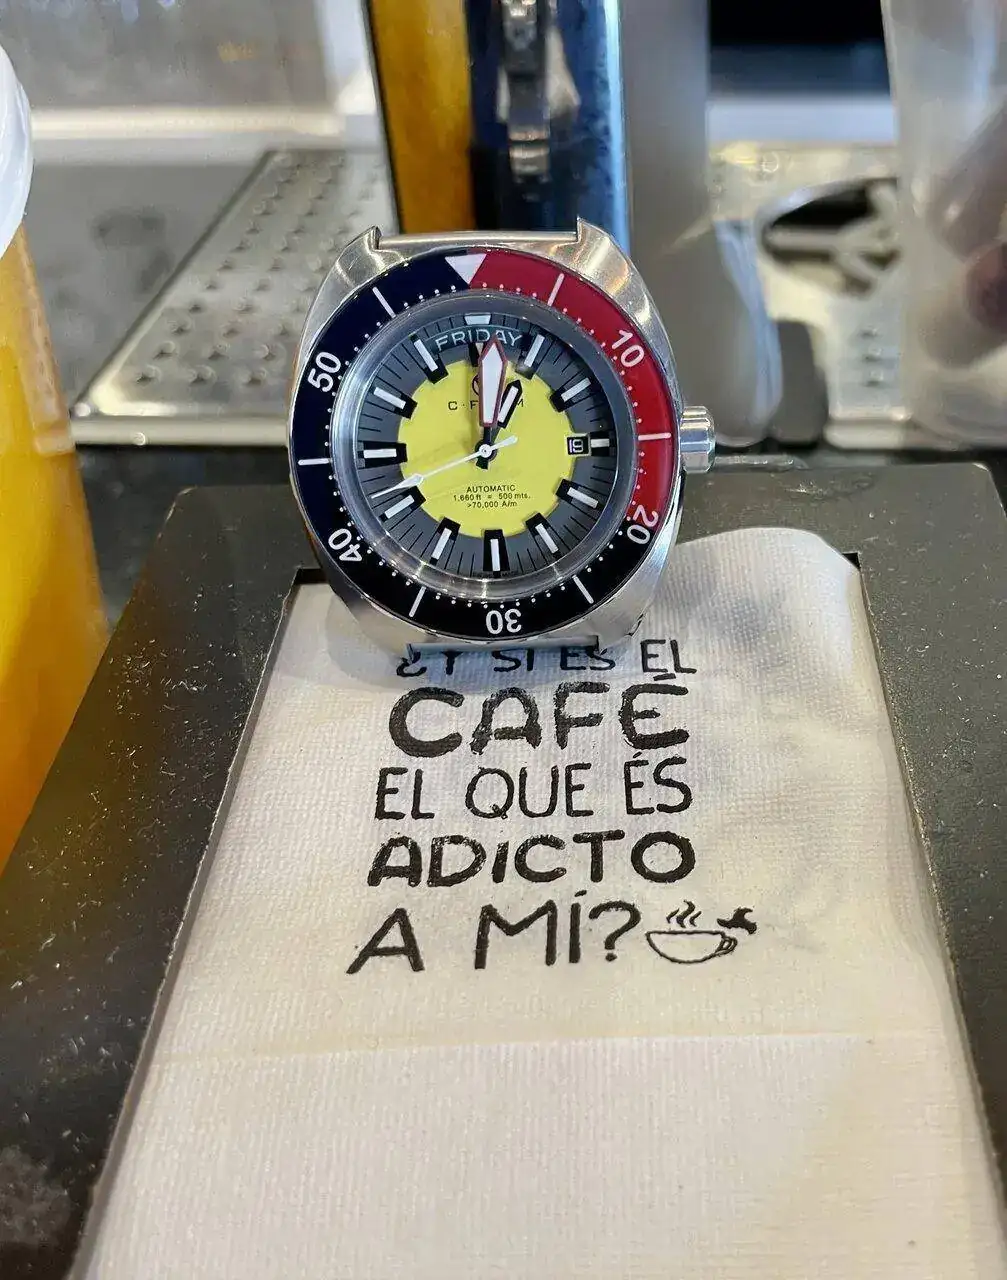 10
20
30
40
50
FRIDAY
19
AUTOMATIC
1,660 ft = 500 mts.
>70,000 A/m
¿Y SI ES EL
CAFÉ
EL QUE ÉS
ADICTO
A MÍ?